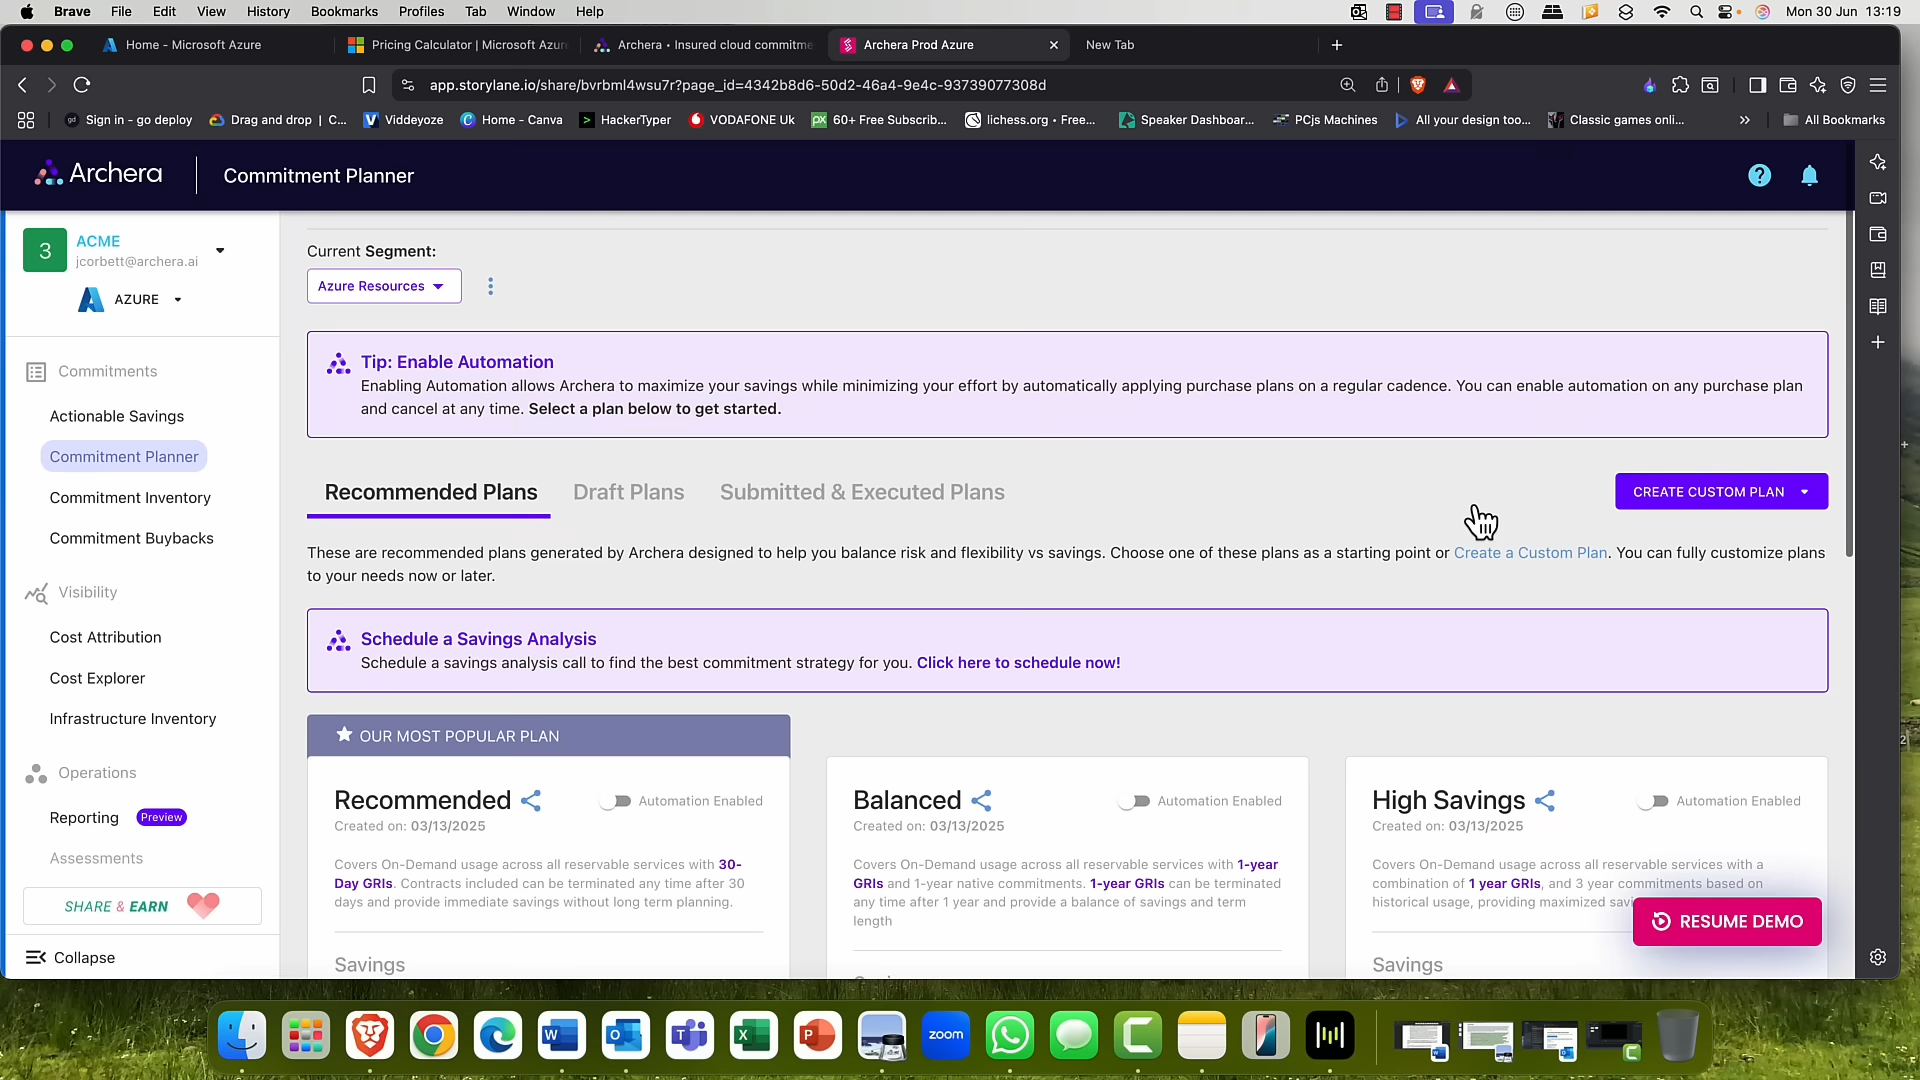 Brave File Edit View History Bookmarks Profiles Tab Window Help Mon 30 Jun 13:19
Home - Microsoft Azure
Pricing Calculator | Microsoft Azur
Archera • Insured cloud commitme
Archera Prod Azure
New Tab
app.storylane.io/share/bvrbml4wsu7r?page_id=4342b8d6-50d2-46a4-9e4c-93739077308d
Sign in - go deploy
Drag and drop | C...
Viddeyoze
Home - Canva
HackerTyper
VODAFONE Uk
60+ Free Subscrib...
lichess.org • Free...
Speaker Dashboar...
PCjs Machines
All your design too...
Classic games onli...
All Bookmarks
Archera
Commitment Planner
3
ACME
jcorbett@archera.ai
AZURE
Commitments
Actionable Savings
Commitment Planner
Commitment Inventory
Commitment Buybacks
Visibility
Cost Attribution
Cost Explorer
Infrastructure Inventory
Operations
Reporting Preview
Assessments
SHARE & EARN
Collapse
Current Segment:
Azure Resources
Tip: Enable Automation
Enabling Automation allows Archera to maximize your savings while minimizing your effort by automatically applying purchase plans on a regular cadence. You can enable automation on any purchase plan
and cancel at any time. Select a plan below to get started.
Recommended Plans
Draft Plans
Submitted & Executed Plans
CREATE CUSTOM PLAN
These are recommended plans generated by Archera designed to help you balance risk and flexibility vs savings. Choose one of these plans as a starting point or Create a Custom Plan. You can fully customize plans
to your needs now or later.
Schedule a Savings Analysis
Schedule a savings analysis call to find the best commitment strategy for you. Click here to schedule now!
OUR MOST POPULAR PLAN
Recommended
Automation Enabled
Created on: 03/13/2025
Covers On-Demand usage across all reservable services with 30-
Day GRIs. Contracts included can be terminated any time after 30
days and provide immediate savings without long term planning.
Savings
Balanced
Automation Enabled
Created on: 03/13/2025
Covers On-Demand usage across all reservable services with 1-year
GRIs and 1-year native commitments. 1-year GRIs can be terminated
any time after 1 year and provide a balance of savings and term
length
High Savings
Automation Enabled
Created on: 03/13/2025
Covers On-Demand usage across all reservable services with a
combination of 1 year GRIs, and 3 year commitments based on
historical usage, providing maximized
Savings
RESUME DEMO
zoom